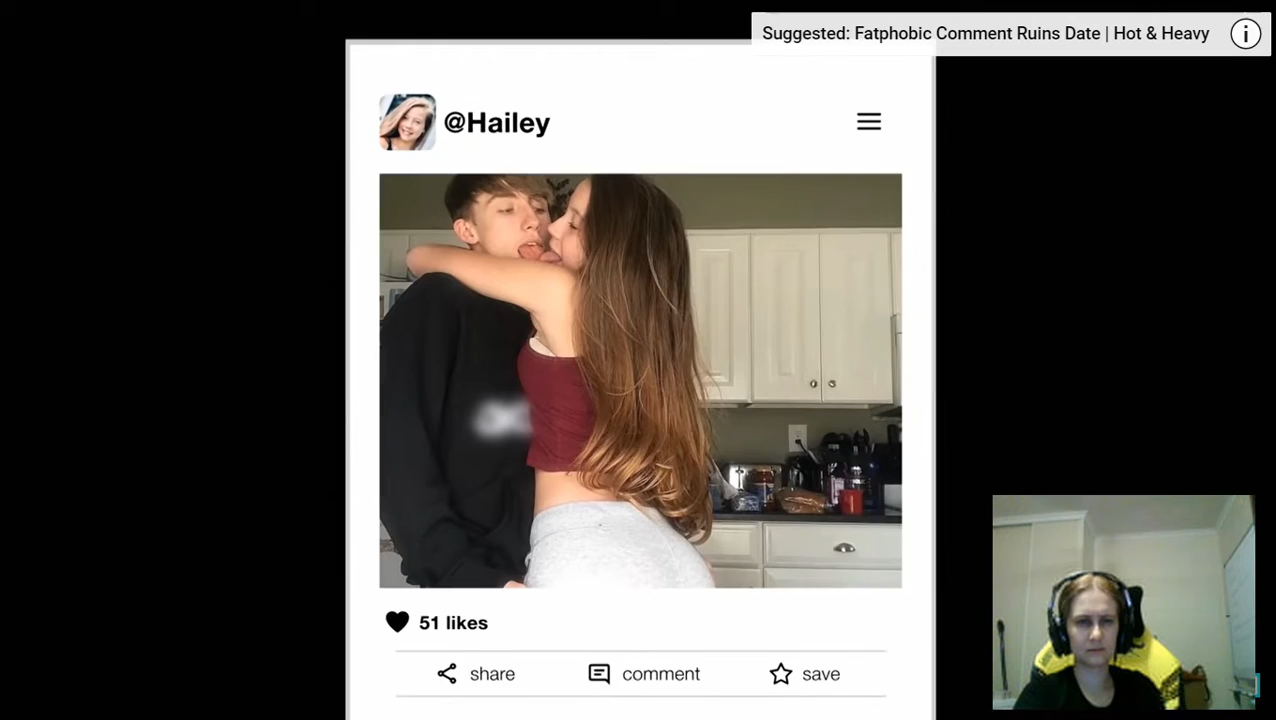 Suggested: Fatphobic Comment Ruins Date | Hot & Heavy
@Hailey
51 likes
share comment save